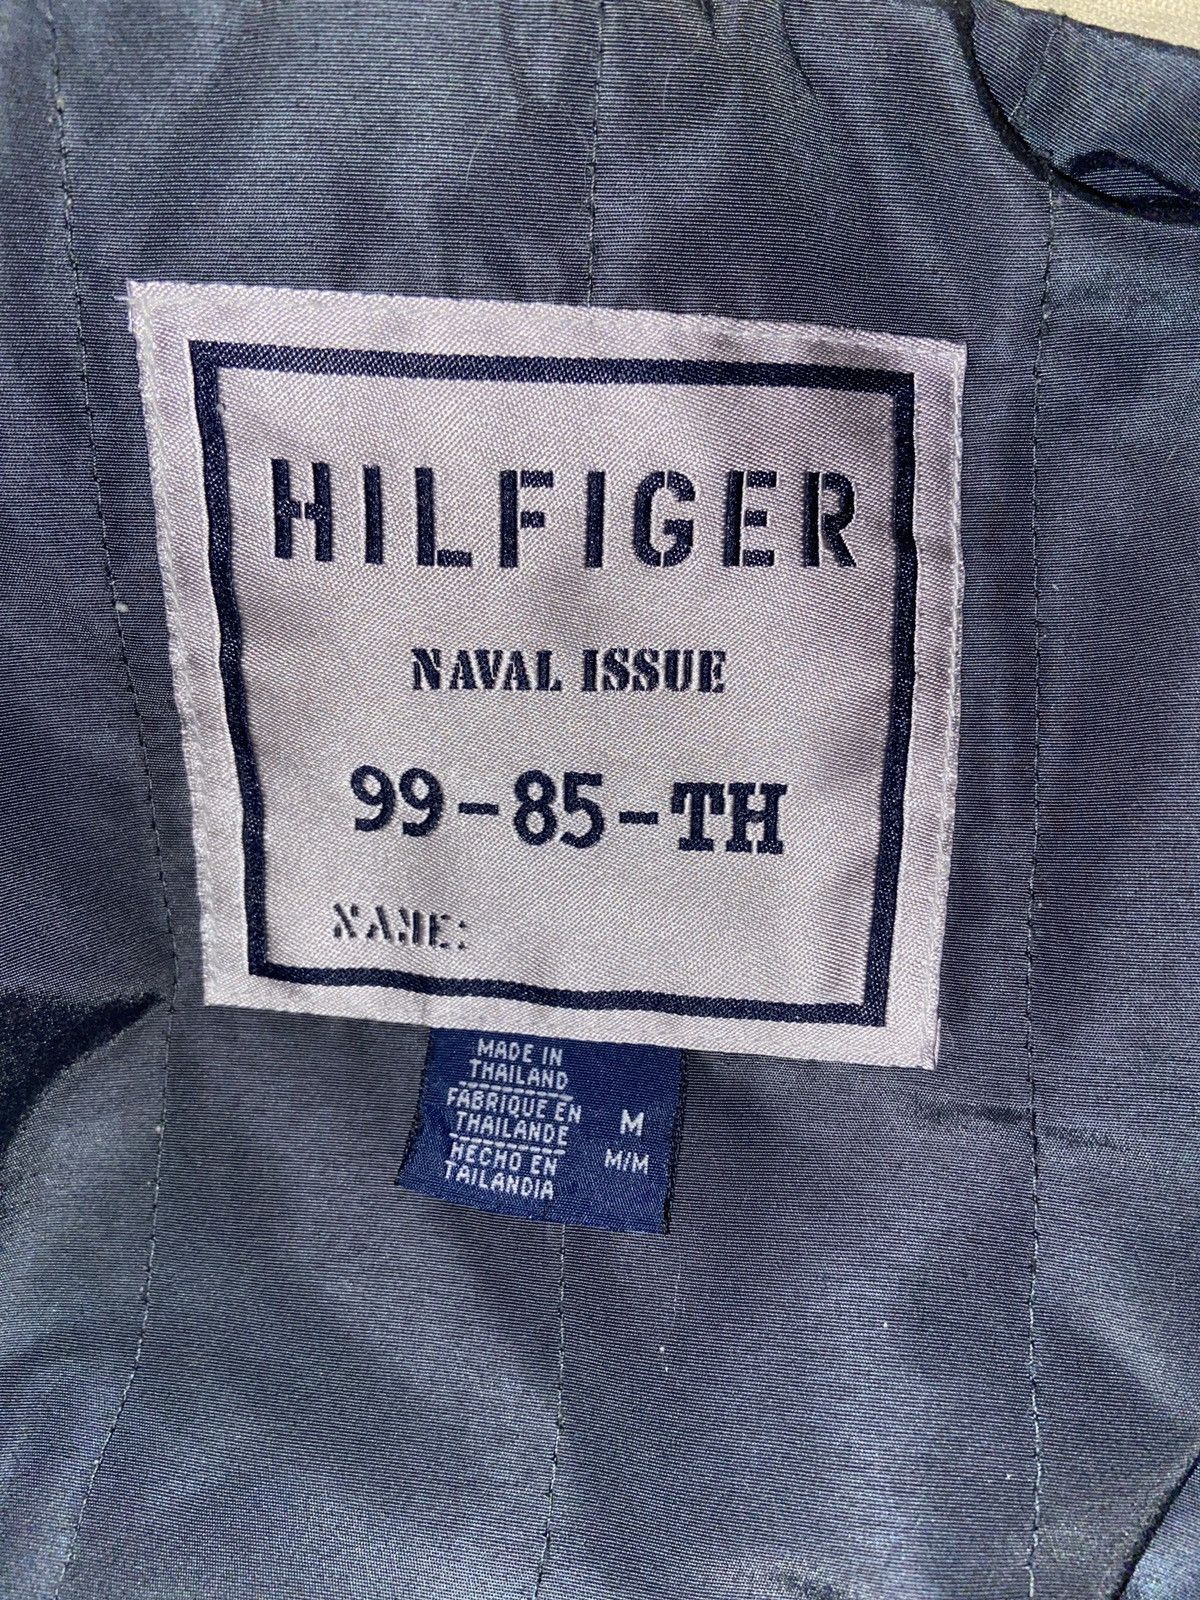 HILFIGER
NAVAL ISSUE
99-85-TH
NAME:
MADE IN
THAILAND
FABRIQUE EN
THAILANDE
HECHO EN
TAILANDIA
M
M/M